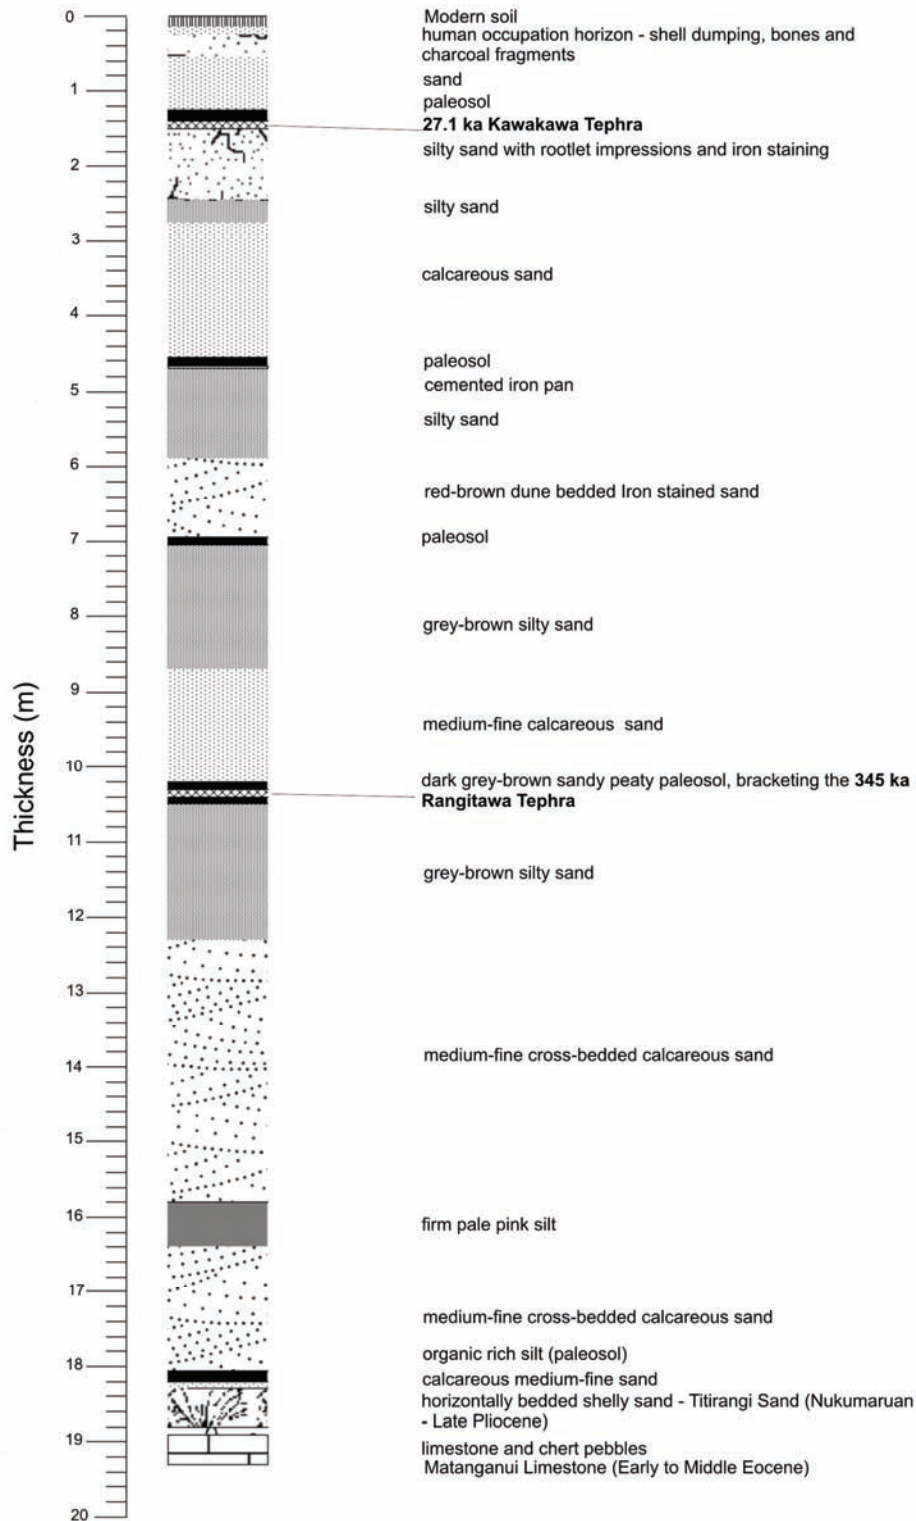 Thickness (m)
0
1
2
3
4
5
6
7
8
9
10
11
12
13
14
15
16
17
18
19
20
Modern soil
human occupation horizon - shell dumping, bones and
charcoal fragments
sand
paleosol
27.1 ka Kawakawa Tephra
silty sand with rootlet impressions and iron staining
silty sand
calcareous sand
paleosol
cemented iron pan
silty sand
red-brown dune bedded Iron stained sand
paleosol
grey-brown silty sand
medium-fine calcareous sand
dark grey-brown sandy peaty paleosol, bracketing the 345 ka
Rangitawa Tephra
grey-brown silty sand
medium-fine cross-bedded calcareous sand
firm pale pink silt
medium-fine cross-bedded calcareous sand
organic rich silt (paleosol)
calcareous medium-fine sand
horizontally bedded shelly sand - Titirangi Sand (Nukumaruan
- Late Pliocene)
limestone and chert pebbles
Matanganui Limestone (Early to Middle Eocene)